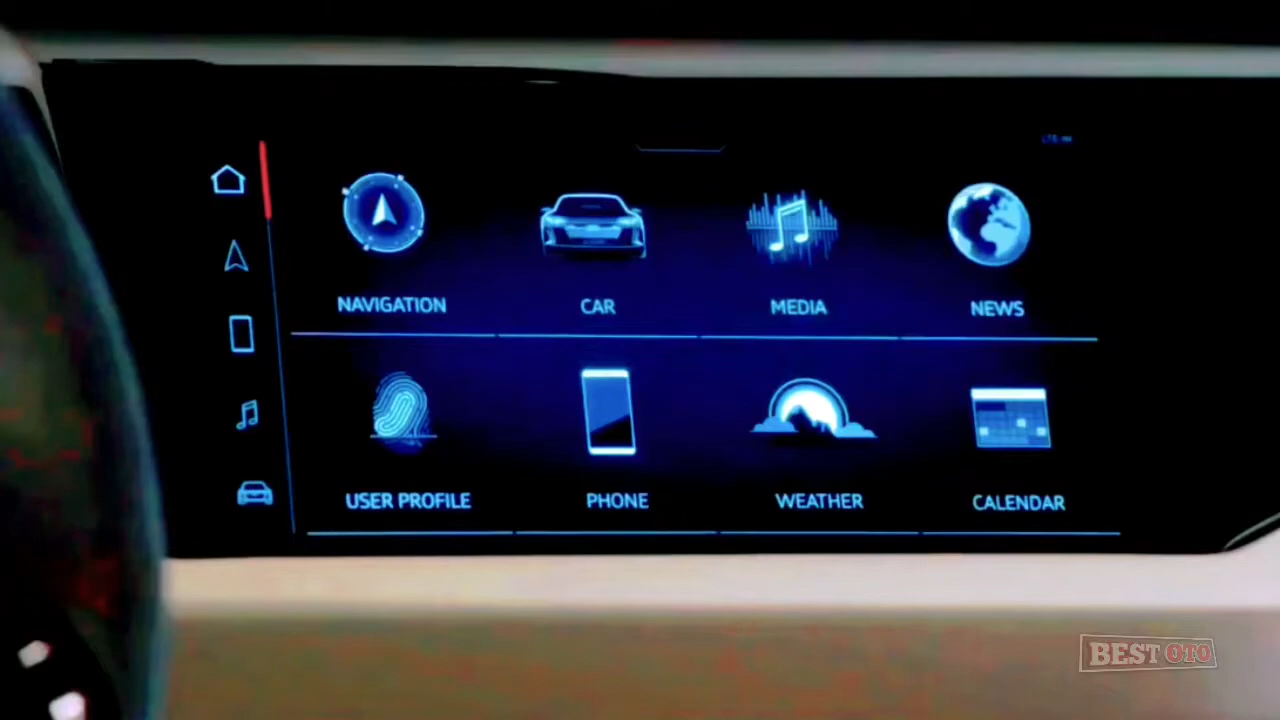 NAVIGATION CAR MEDIA NEWS
USER PROFILE PHONE WEATHER CALENDAR
BEST OTO